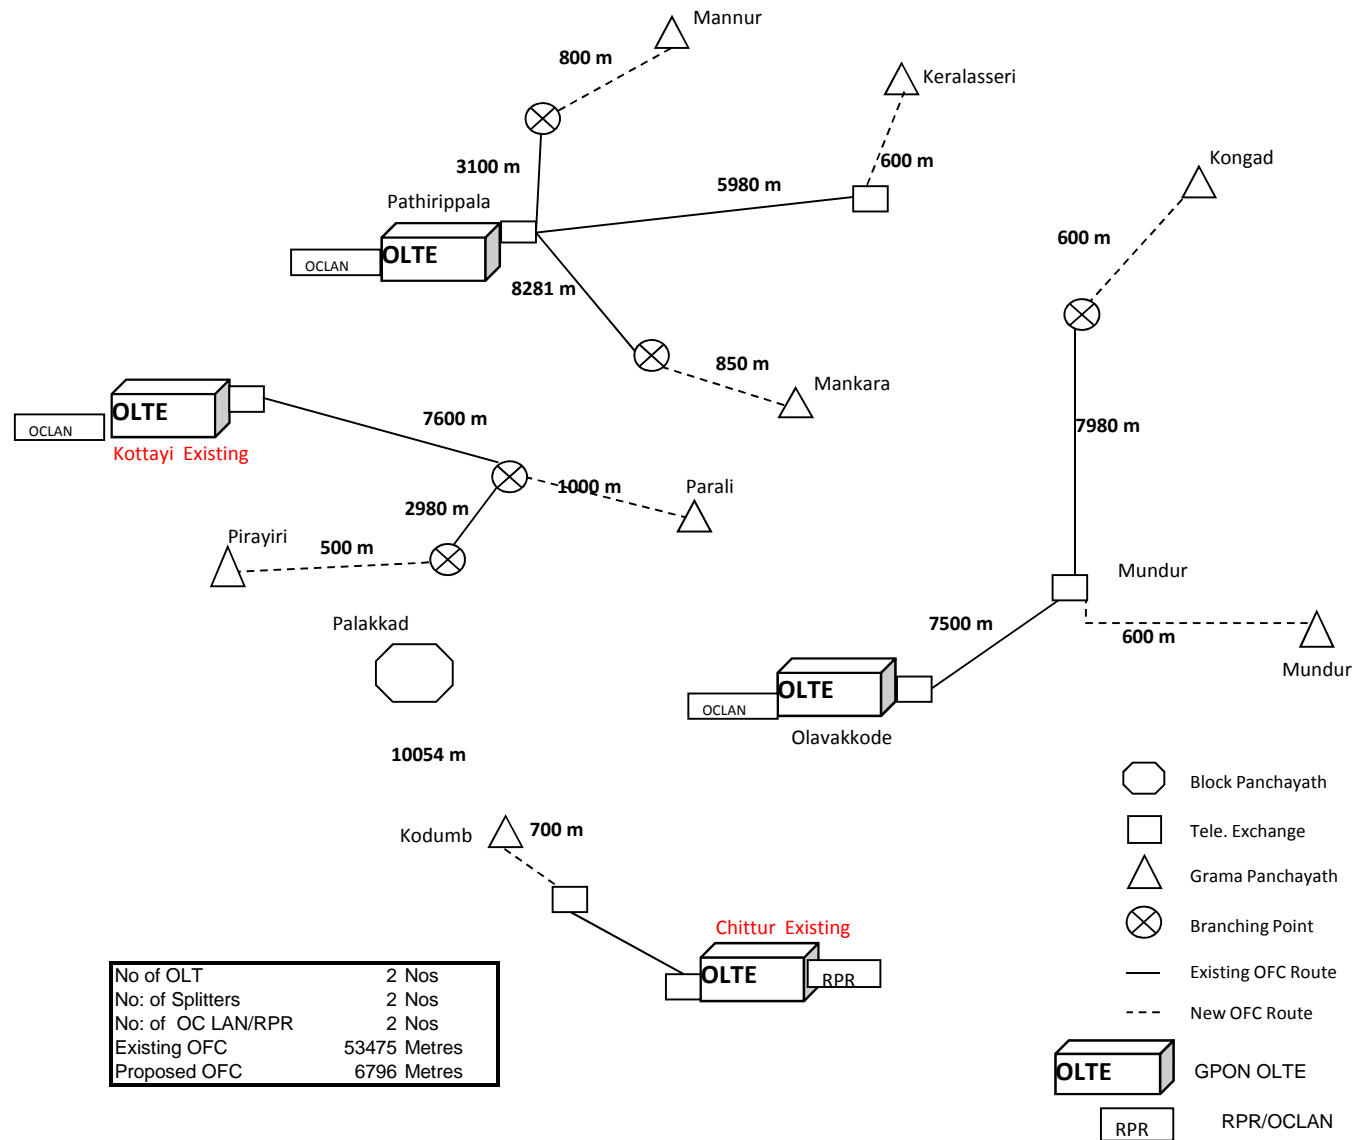 Mannur
800 m
Keralasseri
3100 m
600 m
5980 m
Kongad
Pathirippala
OLTE
OCLAN
600 m
8281 m
850 m
Mankara
OLTE
OCLAN
7600 m
7980 m
Kottayi Existing
1000 m
Parali
2980 m
Pirayiri
500 m
Mundur
Palakkad
7500 m
600 m
Mundur
OLTE
OCLAN
Olavakkode
10054 m
Block Panchayath
Kodumb
700 m
Tele. Exchange
Grama Panchayath
Chittur Existing
Branching Point
OLTE
RPR
Existing OFC Route
New OFC Route
No of OLT 2 Nos
No: of Splitters 2 Nos
No: of OC LAN/RPR 2 Nos
Existing OFC 53475 Metres
Proposed OFC 6796 Metres
OLTE
GPON OLTE
RPR
RPR/OCLAN